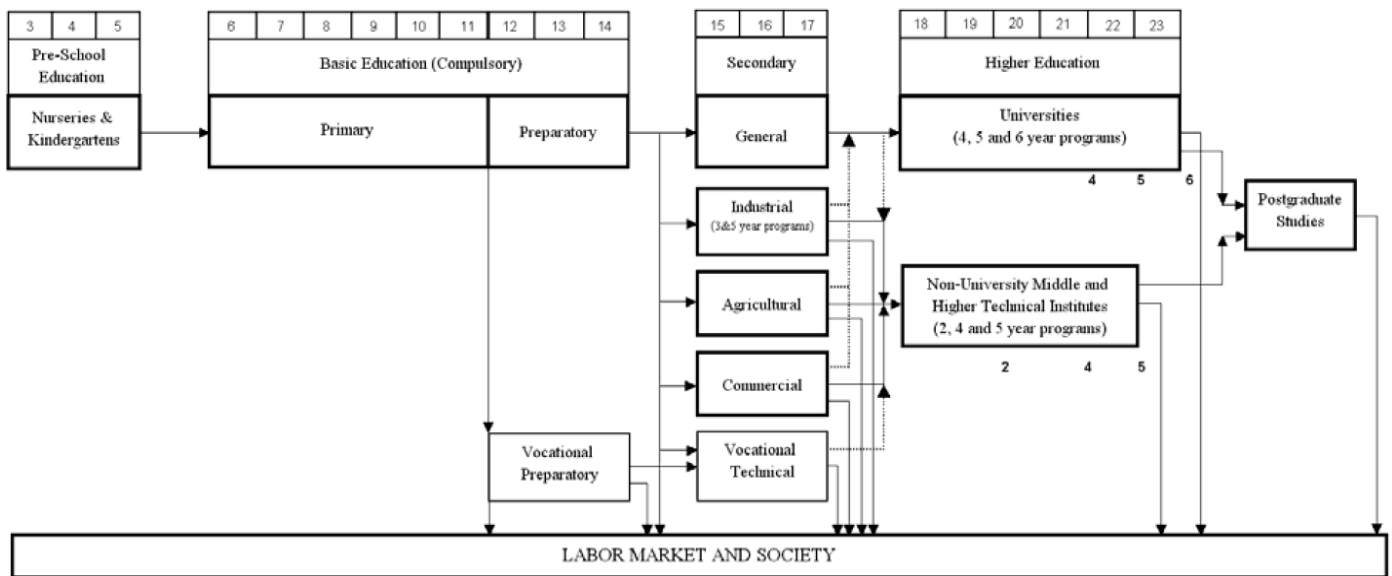 3 4 5
6 7 8 9 10 11 12 13 14
15 16 17
18 19 20 21 22 23
Pre-School
Education
Basic Education (Compulsory)
Secondary
Higher Education
Nurseries &
Kindergartens
Primary
Preparatory
General
Universities
(4, 5 and 6 year programs)
4 5 6
Industrial
(3&5 year programs)
Postgraduate
Studies
Agricultural
Non-University Middle and
Higher Technical Institutes
(2, 4 and 5 year programs)
2 4 5
Commercial
Vocational
Preparatory
Vocational
Technical
LABOR MARKET AND SOCIETY